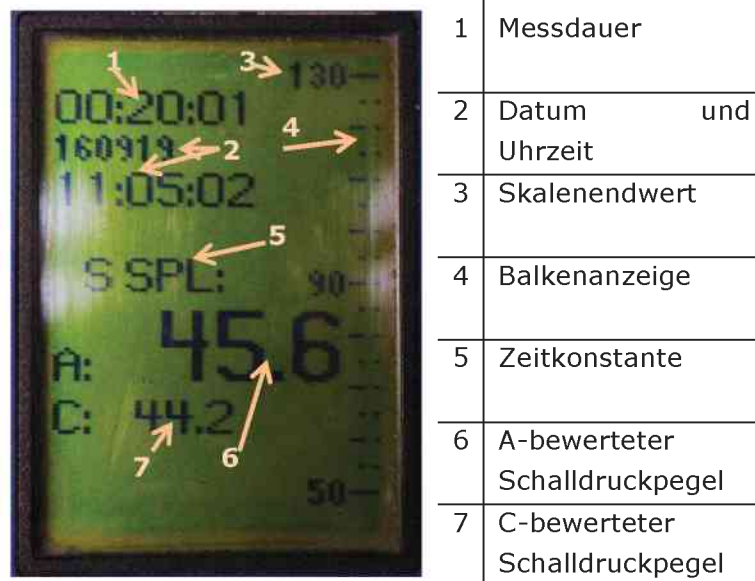 1
00:20:01
160919
2
11:05:02
3
130
4
5
S SPL:
90
A: 45.6
C: 44.2
7
6
50
1 Messdauer
2 Datum und
Uhrzeit
3 Skalenendwert
4 Balkenanzeige
5 Zeitkonstante
6 A-bewerteter
Schalldruckpegel
7 C-bewerteter
Schalldruckpegel